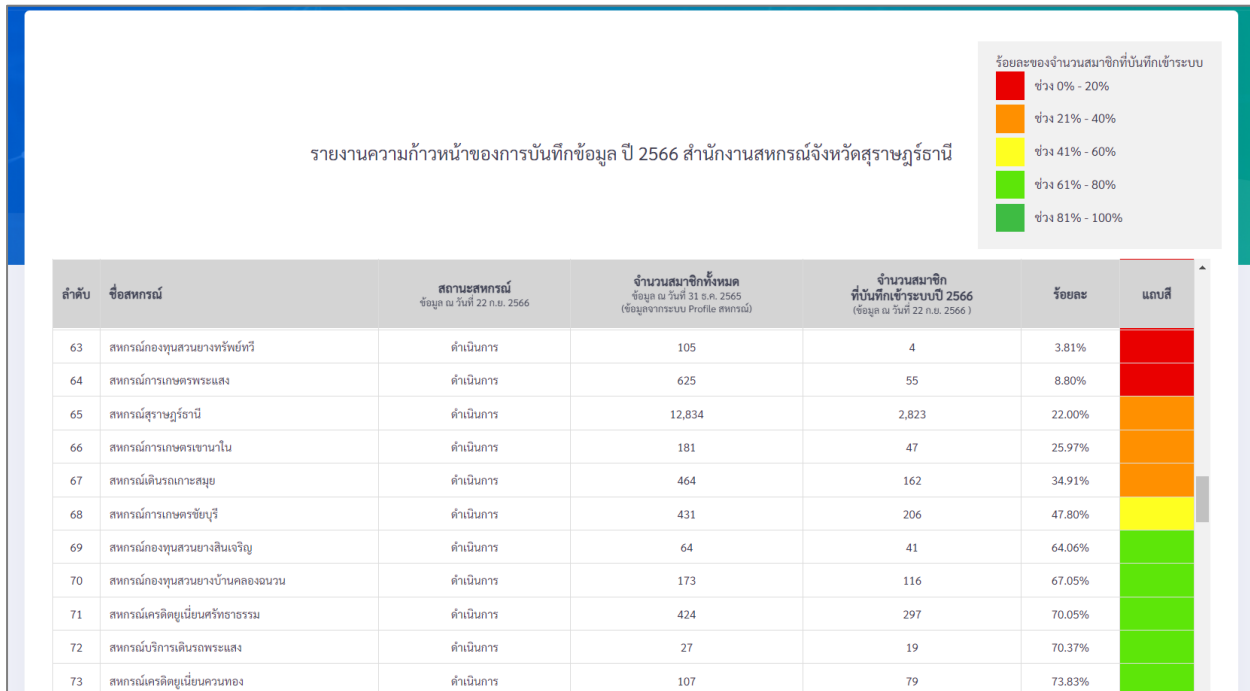 ร้อยละของจำนวนสมาชิกที่บันทึกเข้าระบบ
ช่วง 0% - 20%
ช่วง 21% - 40%
ช่วง 41% - 60%
ช่วง 61% - 80%
ช่วง 81% - 100%
รายงานความก้าวหน้าของการบันทึกข้อมูล ปี 2566 สำนักงานสหกรณ์จังหวัดสุราษฎร์ธานี
ลำดับ ชื่อสหกรณ์ สถานะสหกรณ์ จำนวนสมาชิกทั้งหมด จำนวนสมาชิก ร้อยละ แถบสี
ข้อมูล ณ วันที่ 22 ก.ย. 2566 ข้อมูล ณ วันที่ 31 ธ.ค. 2565 ที่บันทึกเข้าระบบปี 2566
(ข้อมูลจากระบบ Profile สหกรณ์) (ข้อมูล ณ วันที่ 22 ก.ย. 2566 )
63 สหกรณ์กองทุนสวนยางทรัพย์ทวี ดำเนินการ 105 4 3.81%
64 สหกรณ์การเกษตรพระแสง ดำเนินการ 625 55 8.80%
65 สหกรณ์สุราษฎร์ธานี ดำเนินการ 12,834 2,823 22.00%
66 สหกรณ์การเกษตรเขานาใน ดำเนินการ 181 47 25.97%
67 สหกรณ์เดินรถเกาะสมุย ดำเนินการ 464 162 34.91%
68 สหกรณ์การเกษตรชัยบุรี ดำเนินการ 431 206 47.80%
69 สหกรณ์กองทุนสวนยางสินเจริญ ดำเนินการ 64 41 64.06%
70 สหกรณ์กองทุนสวนยางบ้านคลองฉนวน ดำเนินการ 173 116 67.05%
71 สหกรณ์เครดิตยูเนี่ยนศรัทธาธรรม ดำเนินการ 424 297 70.05%
72 สหกรณ์บริการเดินรถพระแสง ดำเนินการ 27 19 70.37%
73 สหกรณ์เครดิตยูเนี่ยนควนทอง ดำเนินการ 107 79 73.83%